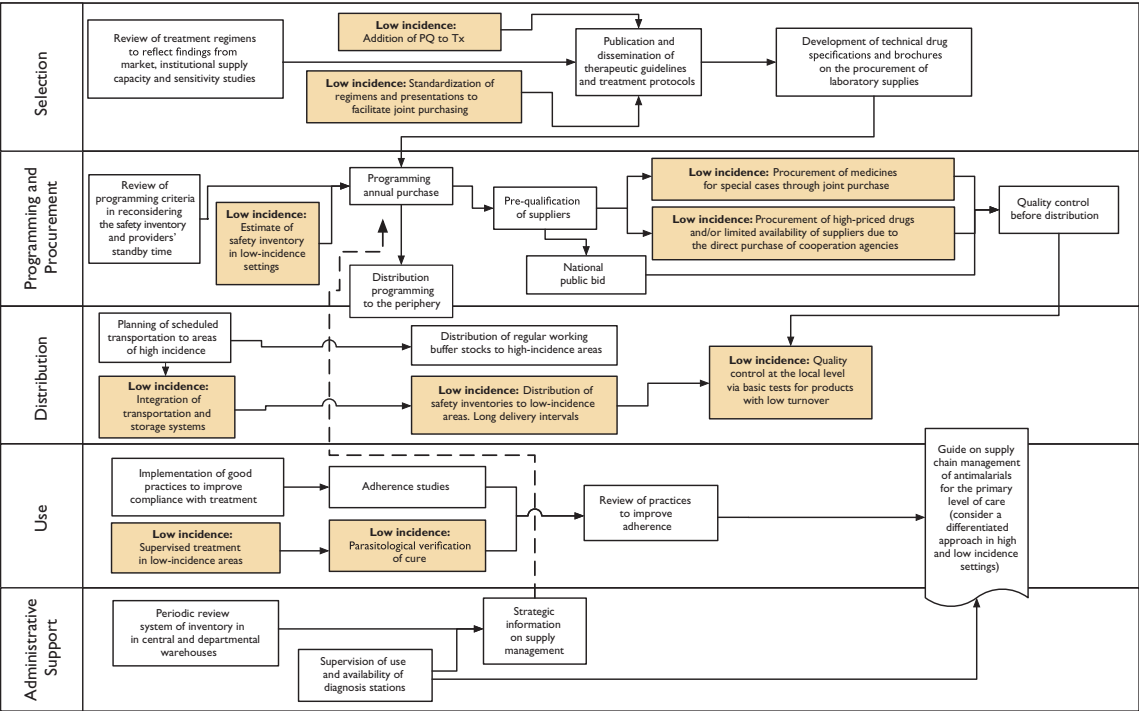 Selection
Review of treatment regimens
to reflect findings from
market, institutional supply
capacity and sensitivity studies
Low incidence:
Addition of PQ to Tx
Low incidence: Standardization of
regimens and presentations to
facilitate joint purchasing
Publication and
dissemination of
therapeutic guidelines
and treatment protocols
Development of technical drug
specifications and brochures
on the procurement of
laboratory supplies
Programming and
Procurement
Review of
programming criteria
in reconsidering
the safety inventory
and providers'
standby time
Low incidence:
Estimate of
safety inventory
in low-incidence
settings
Programming
annual purchase
Distribution
programming
to the periphery
Pre-qualification
of suppliers
National
public bid
Low incidence: Procurement of medicines
for special cases through joint purchase
Low incidence: Procurement of high-priced drugs
and/or limited availability of suppliers due to
the direct purchase of cooperation agencies
Quality control
before distribution
Distribution
Planning of scheduled
transportation to areas
of high incidence
Low incidence:
Integration of
transportation and
storage systems
Distribution of regular working
buffer stocks to high-incidence areas
Low incidence: Distribution of
safety inventories to low-incidence
areas. Long delivery intervals
Low incidence: Quality
control at the local level
via basic tests for products
with low turnover
Use
Implementation of good
practices to improve
compliance with treatment
Low incidence:
Supervised treatment
in low-incidence areas
Adherence studies
Low incidence:
Parasitological verification
of cure
Review of practices
to improve
adherence
Guide on supply
chain management
of antimalarials
for the primary
level of care
(consider a
differentiated
approach in high
and low incidence
settings)
Administrative
Support
Periodic review
system of inventory in
in central and departmental
warehouses
Supervision of use
and availability of
diagnosis stations
Strategic
information
on supply
management